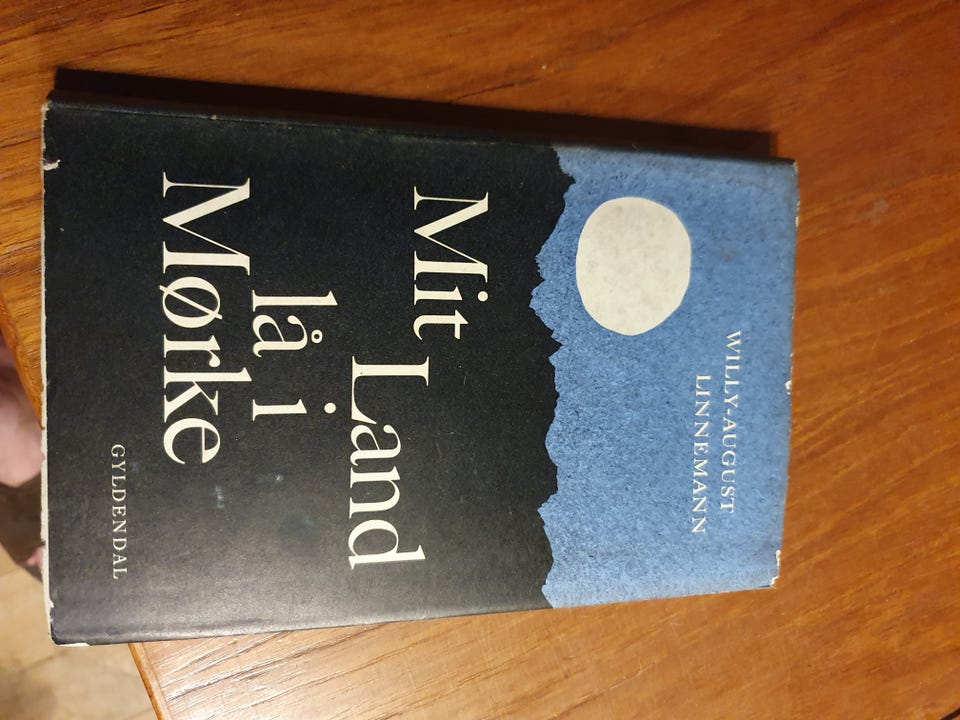 WILLY-AUGUST
LINNEMANN
Mit
Land
lå i
Mørke
GYLDENDAL